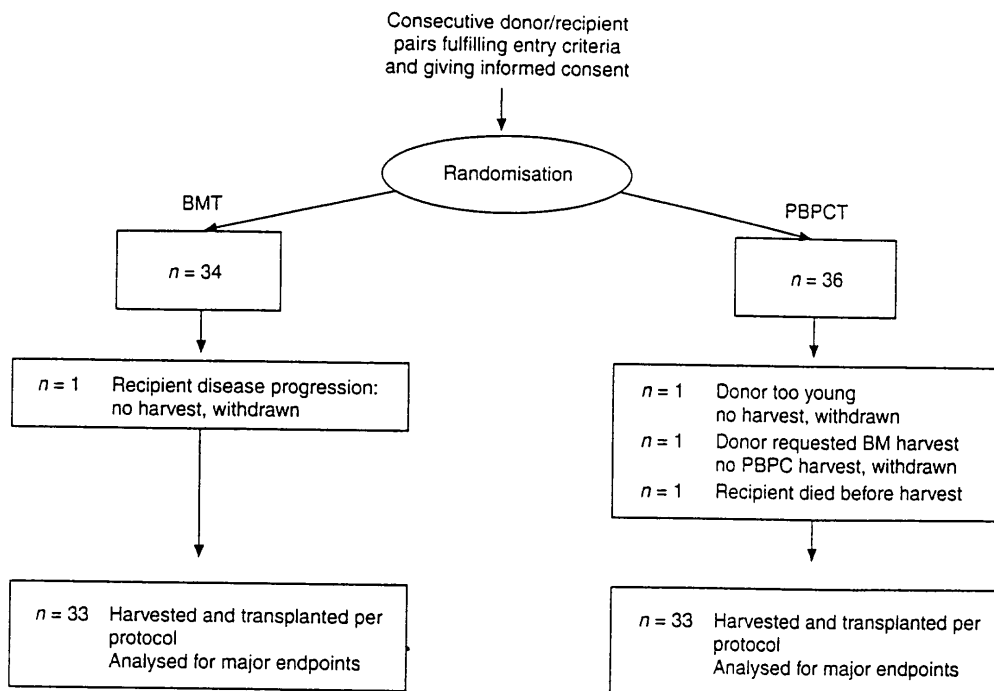 Consecutive donor/recipient
pairs fulfilling entry criteria
and giving informed consent
Randomisation
BMT
PBPCT
n = 34
n = 36
n = 1 Recipient disease progression:
no harvest, withdrawn
n = 1 Donor too young
no harvest, withdrawn
n = 1 Donor requested BM harvest
no PBPC harvest, withdrawn
n = 1 Recipient died before harvest
n = 33 Harvested and transplanted per
protocol
Analysed for major endpoints
n = 33 Harvested and transplanted per
protocol
Analysed for major endpoints